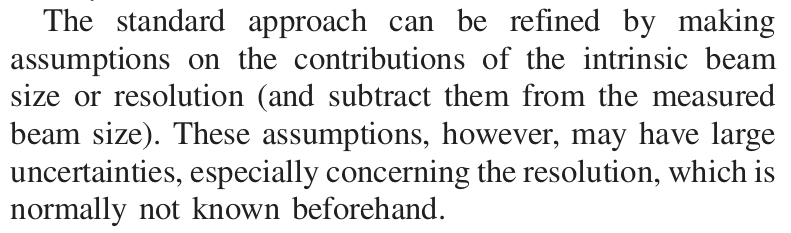 The standard approach can be refined by making
assumptions on the contributions of the intrinsic beam
size or resolution (and subtract them from the measured
beam size). These assumptions, however, may have large
uncertainties, especially concerning the resolution, which is
normally not known beforehand.